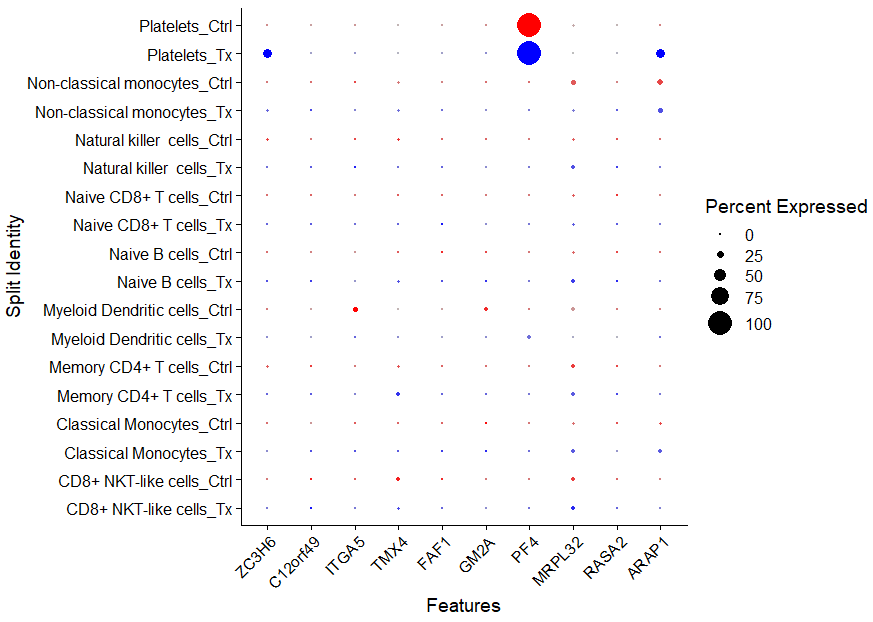 Platelets_Ctrl
Platelets_Tx
Non-classical monocytes_Ctrl
Non-classical monocytes_Tx
Natural killer  cells_Ctrl
Natural killer  cells_Tx
Naive CD8+ T cells_Ctrl
Naive CD8+ T cells_Tx
Naive B cells_Ctrl
Naive B cells_Tx
Myeloid Dendritic cells_Ctrl
Myeloid Dendritic cells_Tx
Memory CD4+ T cells_Ctrl
Memory CD4+ T cells_Tx
Classical Monocytes_Ctrl
Classical Monocytes_Tx
CD8+ NKT-like cells_Ctrl
CD8+ NKT-like cells_Tx
Split Identity
ZC3H6
C12orf49
ITGA5
TMX4
FAF1
GM2A
PF4
MRPL32
RASA2
ARAP1
Features
Percent Expressed
0
25
50
75
100